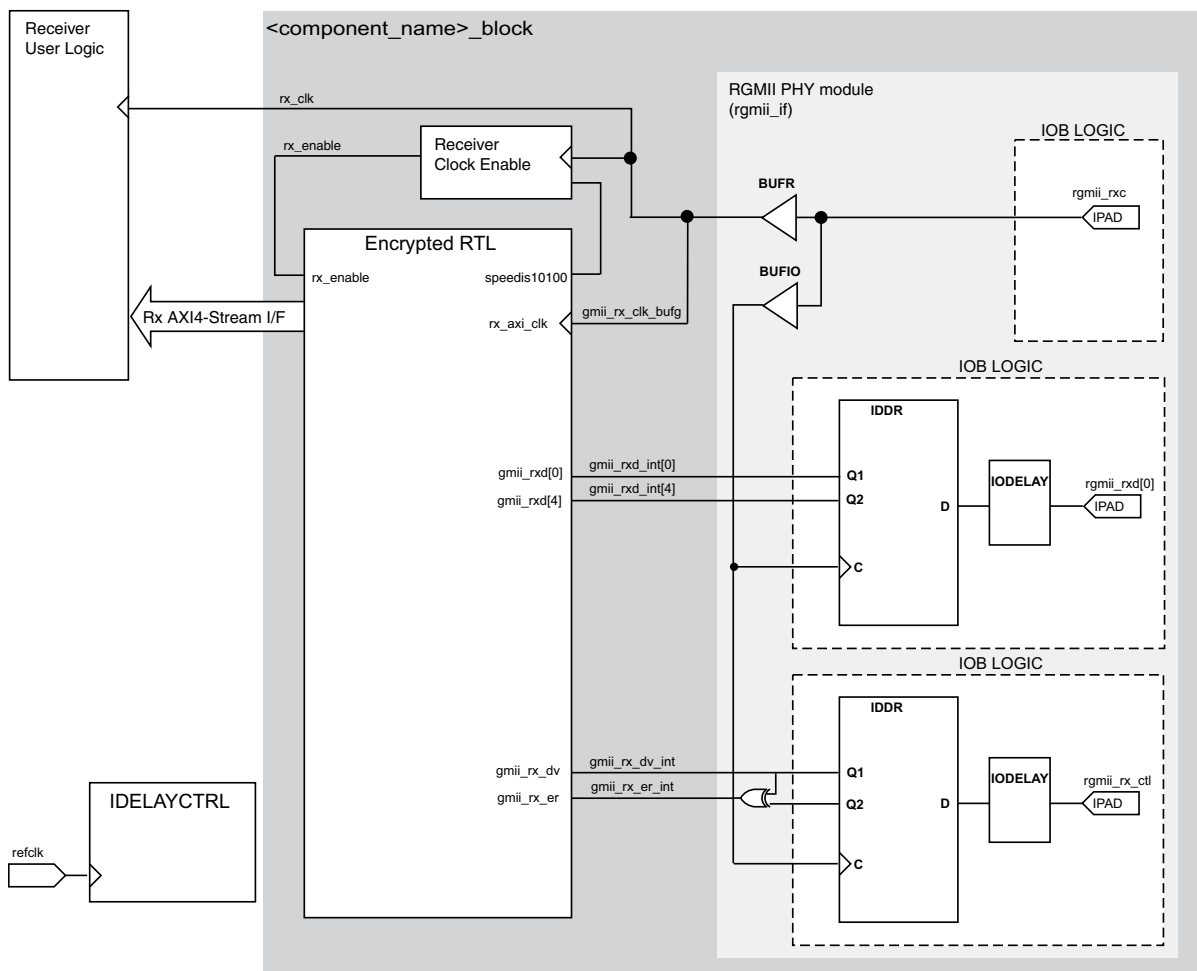 Receiver
User Logic
<component_name>_block
RGMII PHY module
(rgmii_if)
rx_clk
IOB LOGIC
rx_enable
Receiver
Clock Enable
BUFR
rgmii_rxc
IPAD
Encrypted RTL
BUFIO
rx_enable
speedis10100
Rx AXI4-Stream I/F
rx_axi_clk
gmii_rx_clk_bufg
IOB LOGIC
IDDR
gmii_rxd[0]
gmii_rxd_int[0]
Q1
gmii_rxd[4]
gmii_rxd_int[4]
Q2
D
IODELAY
rgmii_rxd[0]
IPAD
C
IOB LOGIC
IDDR
gmii_rx_dv
gmii_rx_dv_int
Q1
gmii_rx_er
gmii_rx_er_int
Q2
D
IODELAY
rgmii_rx_ctl
IPAD
C
IDELAYCTRL
refclk